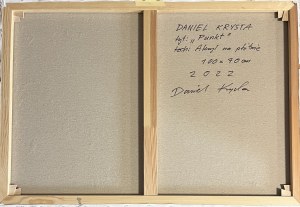 DANIEL KRYSTA
tyt: "Punkt"
techn: Akryl na płótnie
100 x 70 cm
2022
Daniel Krysta